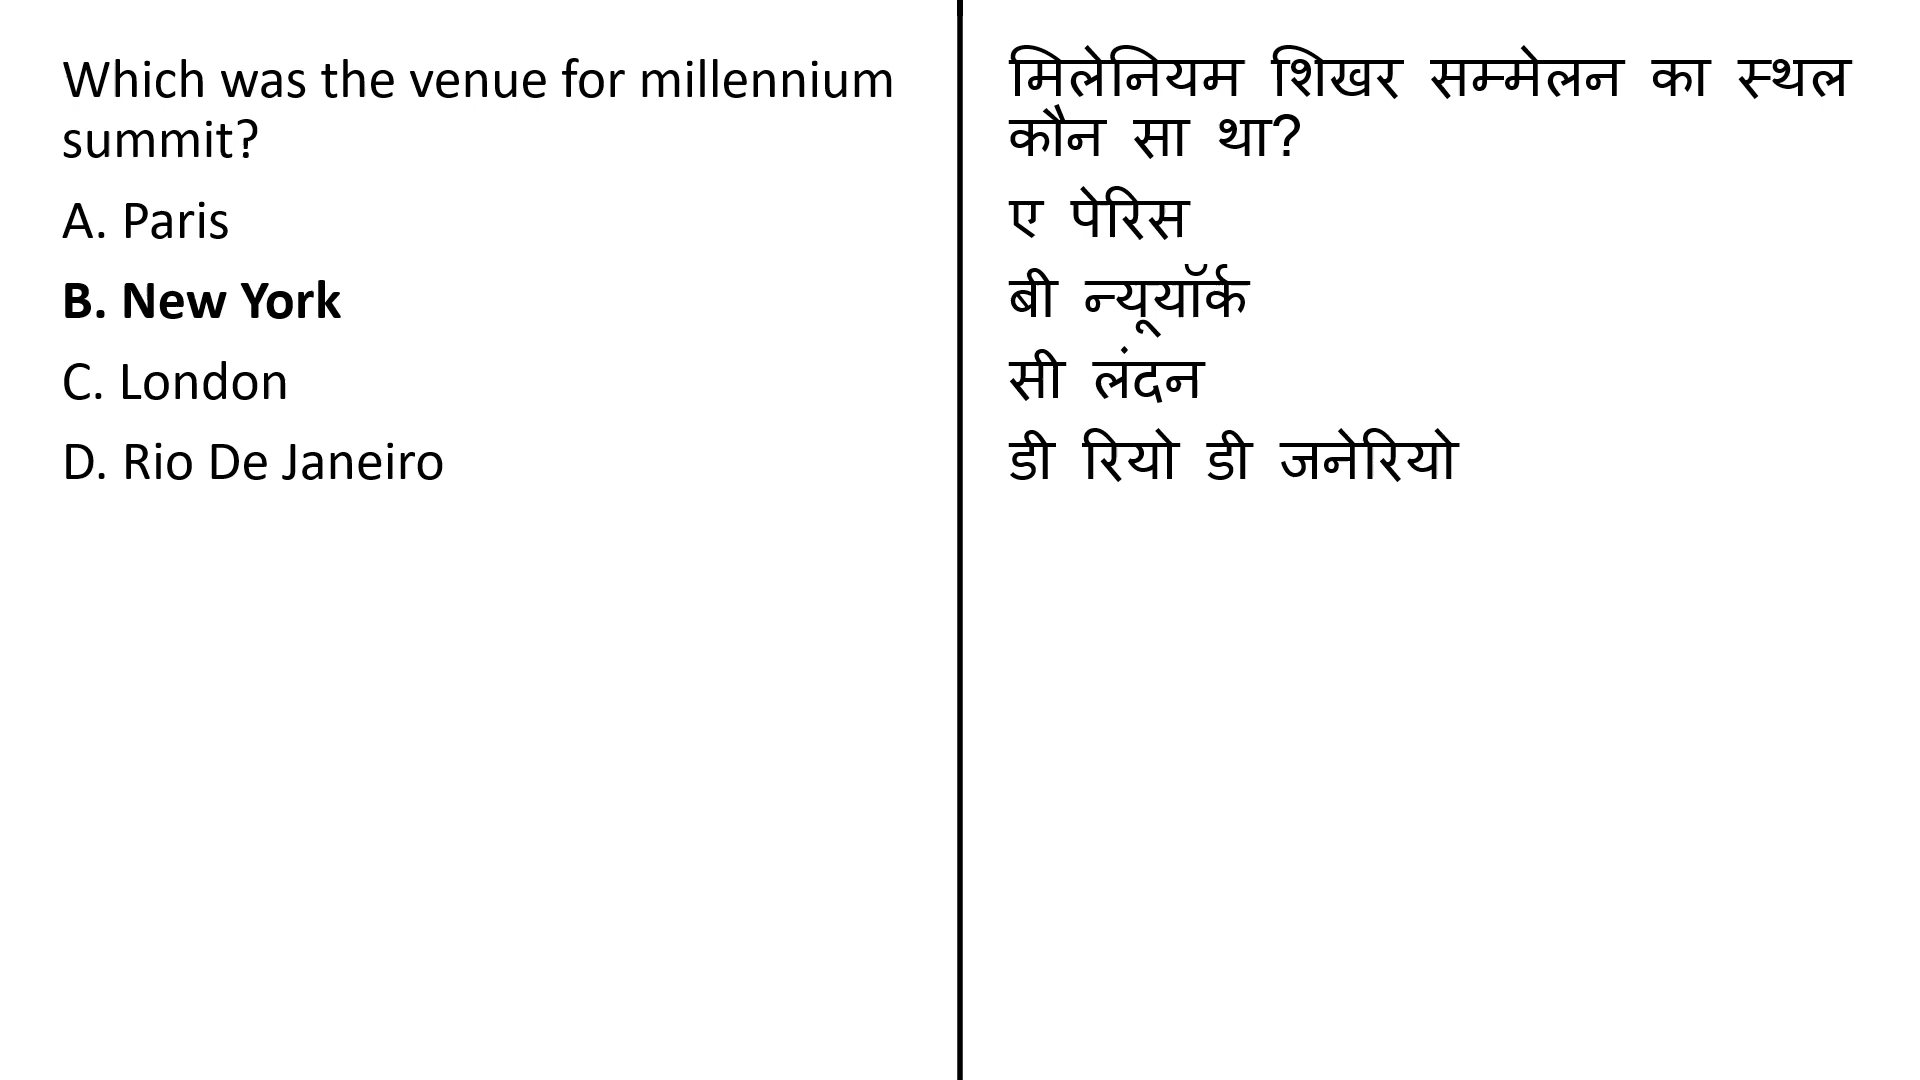 Which was the venue for millennium
summit?
A. Paris
B. New York
C. London
D. Rio De Janeiro
मिलेनियम शिखर सम्मेलन का स्थल
कौन सा था?
ए पेरिस
बी न्यूयॉर्क
सी लंदन
डी रियो डी जनेरियो